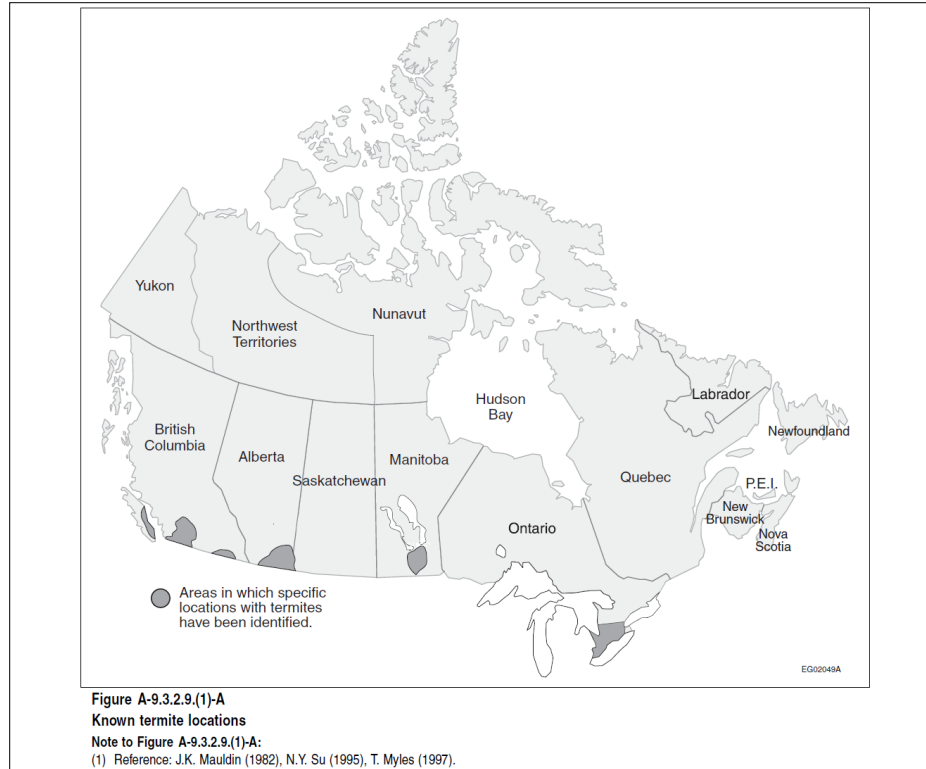 Yukon
Northwest
Territories
Nunavut
Hudson
Bay
Labrador
Newfoundland
British
Columbia
Alberta
Saskatchewan
Manitoba
Ontario
Quebec
P.E.I.
New
Brunswick
Nova
Scotia
Areas in which specific
locations with termites
have been identified.
EG02049A
Figure A-9.3.2.9.(1)-A
Known termite locations
Note to Figure A-9.3.2.9.(1)-A:
(1) Reference: J.K. Mauldin (1982), N.Y. Su (1995), T. Myles (1997).